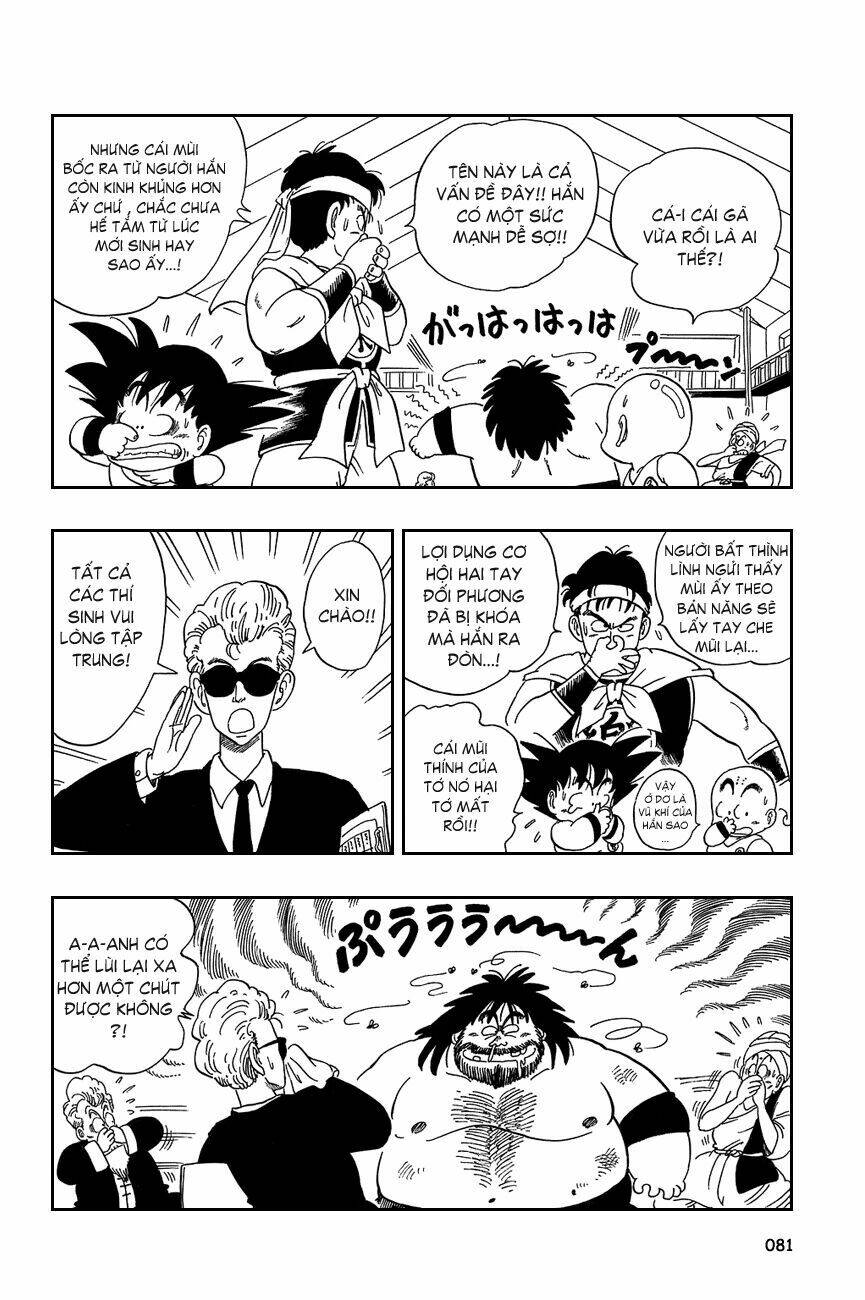 CÁ-I CÁI GÃ
VỪA RỒI LÀ AI
THẾ?!
TÊN NÀY LÀ CẢ
VẤN ĐỀ ĐÂY!! HẮN
CÓ MỘT SỨC
MẠNH DỄ SỢ!!
NHƯNG CÁI MÙI
BỐC RA TỪ NGƯỜI HẮN
CÒN KINH KHỦNG HƠN
ẤY CHỨ , CHẮC CHƯA
HỀ TẮM TỪ LÚC
MỚI SINH HAY
SAO ẤY...!
がっはっはっは
プ〜〜〜ン
NGƯỜI BẤT THÌNH
LÌNH NGỬI THẤY
MÙI ẤY THEO
BẢN NĂNG SẼ
LẤY TAY CHE
MŨI LẠI...
LỢI DỤNG CƠ
HỘI HAI TAY
ĐỐI PHƯƠNG
ĐÃ BỊ KHÓA
MÀ HẮN RA
ĐÒN...!
CÁI MŨI
THÍNH CỦA
TỚ NÓ HẠI
TỚ MẤT
RỒI!!
VẬY
Ở DƠ LÀ
VŨ KHÍ CỦA
HẮN SAO
...
XIN
CHÀO!!
TẤT CẢ
CÁC THÍ
SINH VUI
LÒNG TẬP
TRUNG!
ぷううう〜〜〜〜ん
A-A-ANH CÓ
THỂ LÙI LẠI XA
HƠN MỘT CHÚT
ĐƯỢC KHÔNG
?!
081